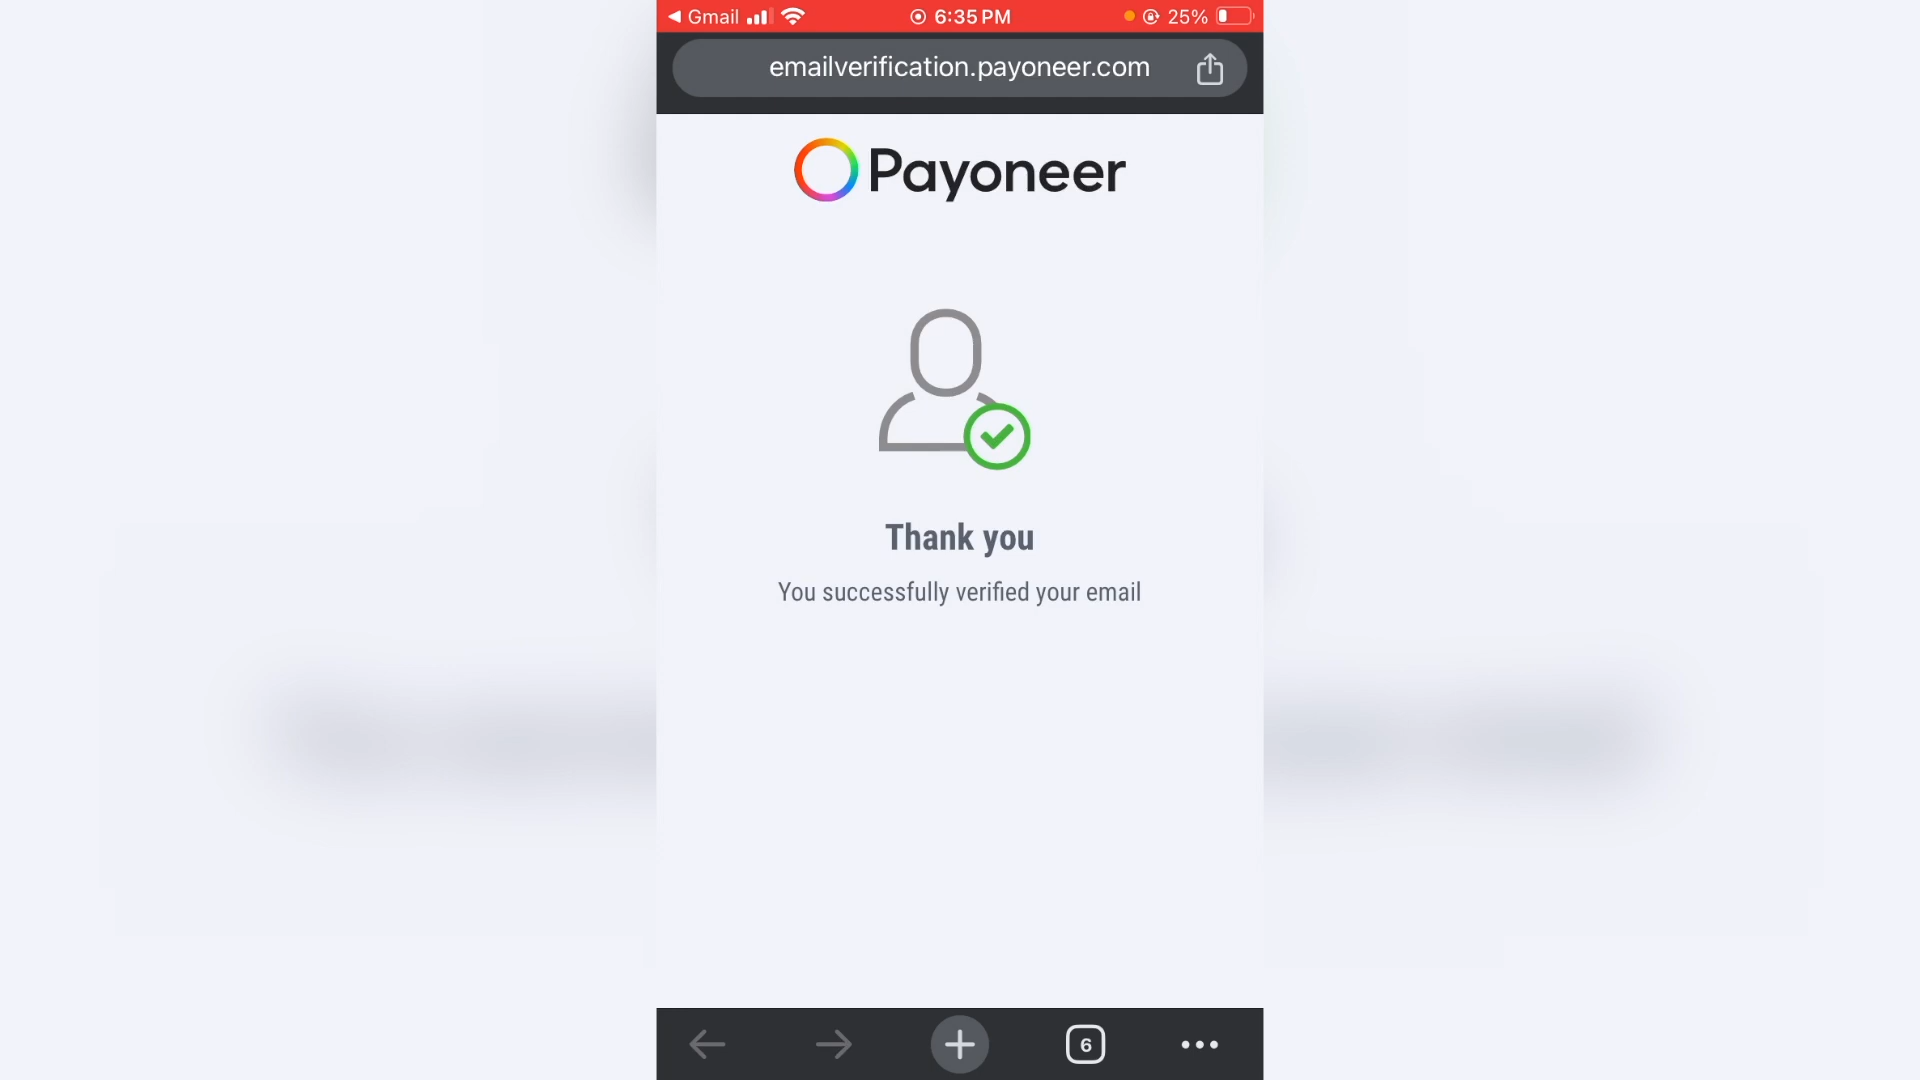 Gmail 6:35 PM 25%
emailverification.payoneer.com
Payoneer
Thank you
You successfully verified your email
6